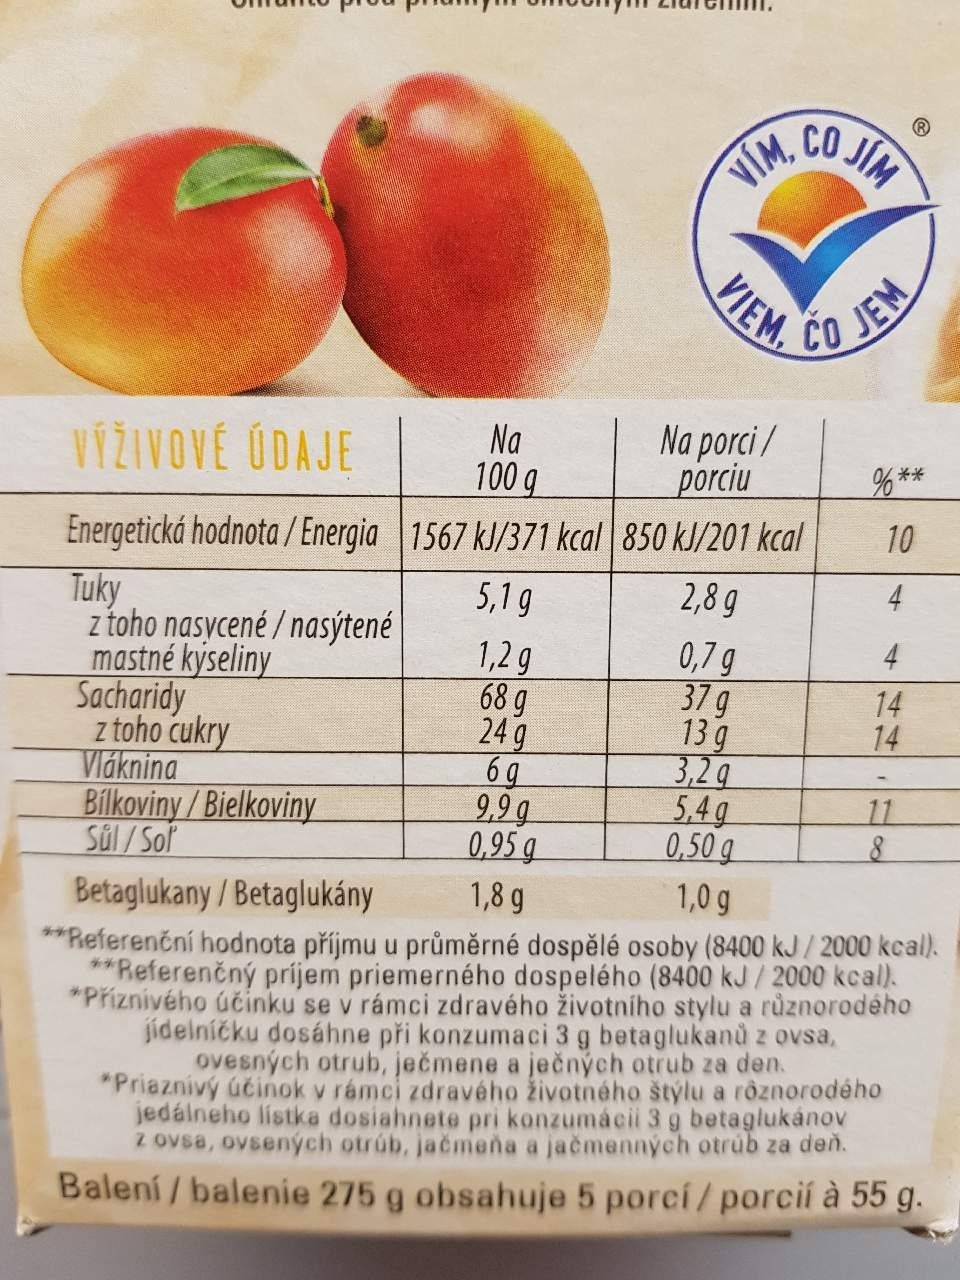 VÍM, CO JÍM
®
VIEM, ČO JEM
VÝŽIVOVÉ ÚDAJE
Na 100 g
Na porci / porciu
%**
Energetická hodnota / Energia 1567 kJ/371 kcal 850 kJ/201 kcal 10
Tuky 5,1 g 2,8 g 4
z toho nasycené / nasýtené
mastné kyseliny 1,2 g 0,7 g 4
Sacharidy 68 g 37 g 14
z toho cukry 24 g 13 g 14
Vláknina 6 g 3,2 g -
Bílkoviny / Bielkoviny 9,9 g 5,4 g 11
Sůl / Soľ 0,95 g 0,50 g 8
Betaglukany / Betaglukány 1,8 g 1,0 g
**Referenční hodnota příjmu u průměrné dospělé osoby (8400 kJ / 2000 kcal).
**Referenčný príjem priemerného dospelého (8400 kJ / 2000 kcal).
*Příznivého účinku se v rámci zdravého životního stylu a různorodého
jídelníčku dosáhne při konzumaci 3 g betaglukanů z ovsa,
ovesných otrub, ječmene a ječných otrub za den.
*Priaznivý účinok v rámci zdravého životného štýlu a rôznorodého
jedálneho lístka dosiahnete pri konzumácii 3 g betaglukánov
z ovsa, ovsených otrúb, jačmeňa a jačmenných otrúb za deň.
Balení / balenie 275 g obsahuje 5 porcí / porcií à 55 g.